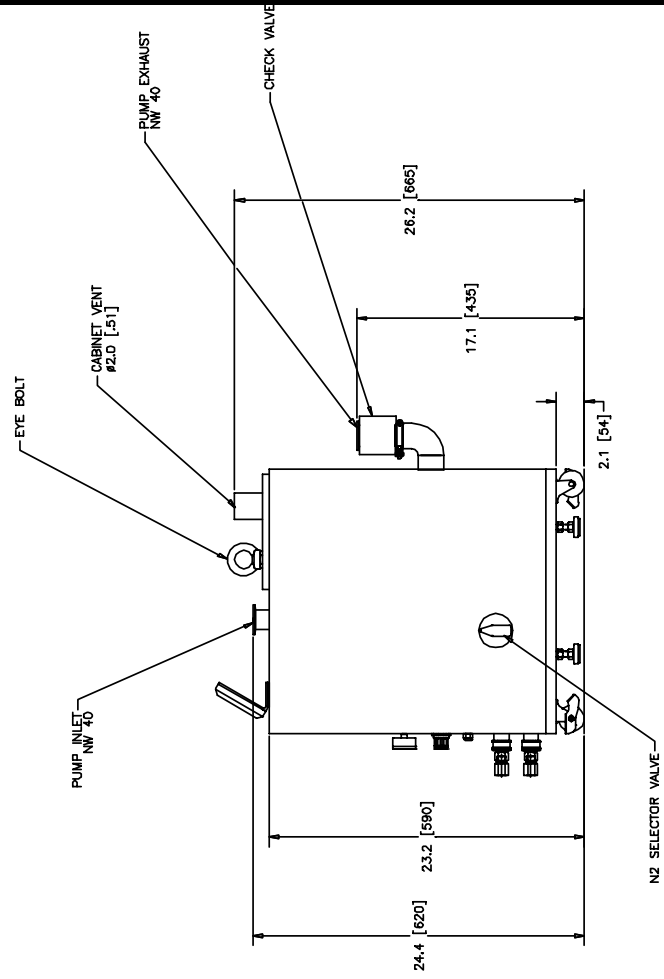 EYE BOLT
PUMP INLET
NW 40
CABINET VENT
ø2.0 [.51]
PUMP EXHAUST
NW 40
CHECK VALVE
24.4 [620]
23.2 [590]
26.2 [665]
17.1 [435]
2.1 [54]
N2 SELECTOR VALVE